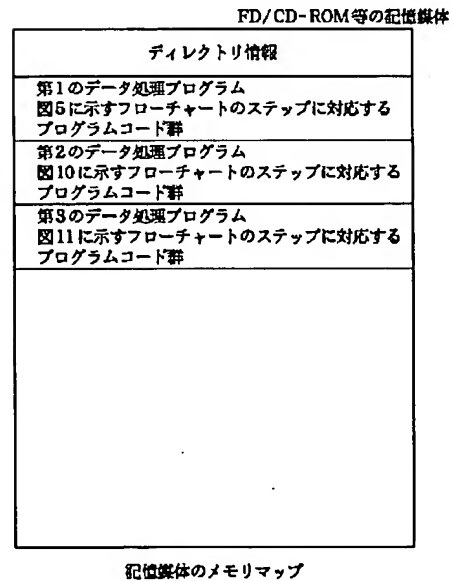 FD/CD-ROM等の記憶媒体
ディレクトリ情報
第1のデータ処理プログラム
図5に示すフローチャートのステップに対応する
プログラムコード群
第2のデータ処理プログラム
図10に示すフローチャートのステップに対応する
プログラムコード群
第3のデータ処理プログラム
図11に示すフローチャートのステップに対応する
プログラムコード群
記憶媒体のメモリマップ